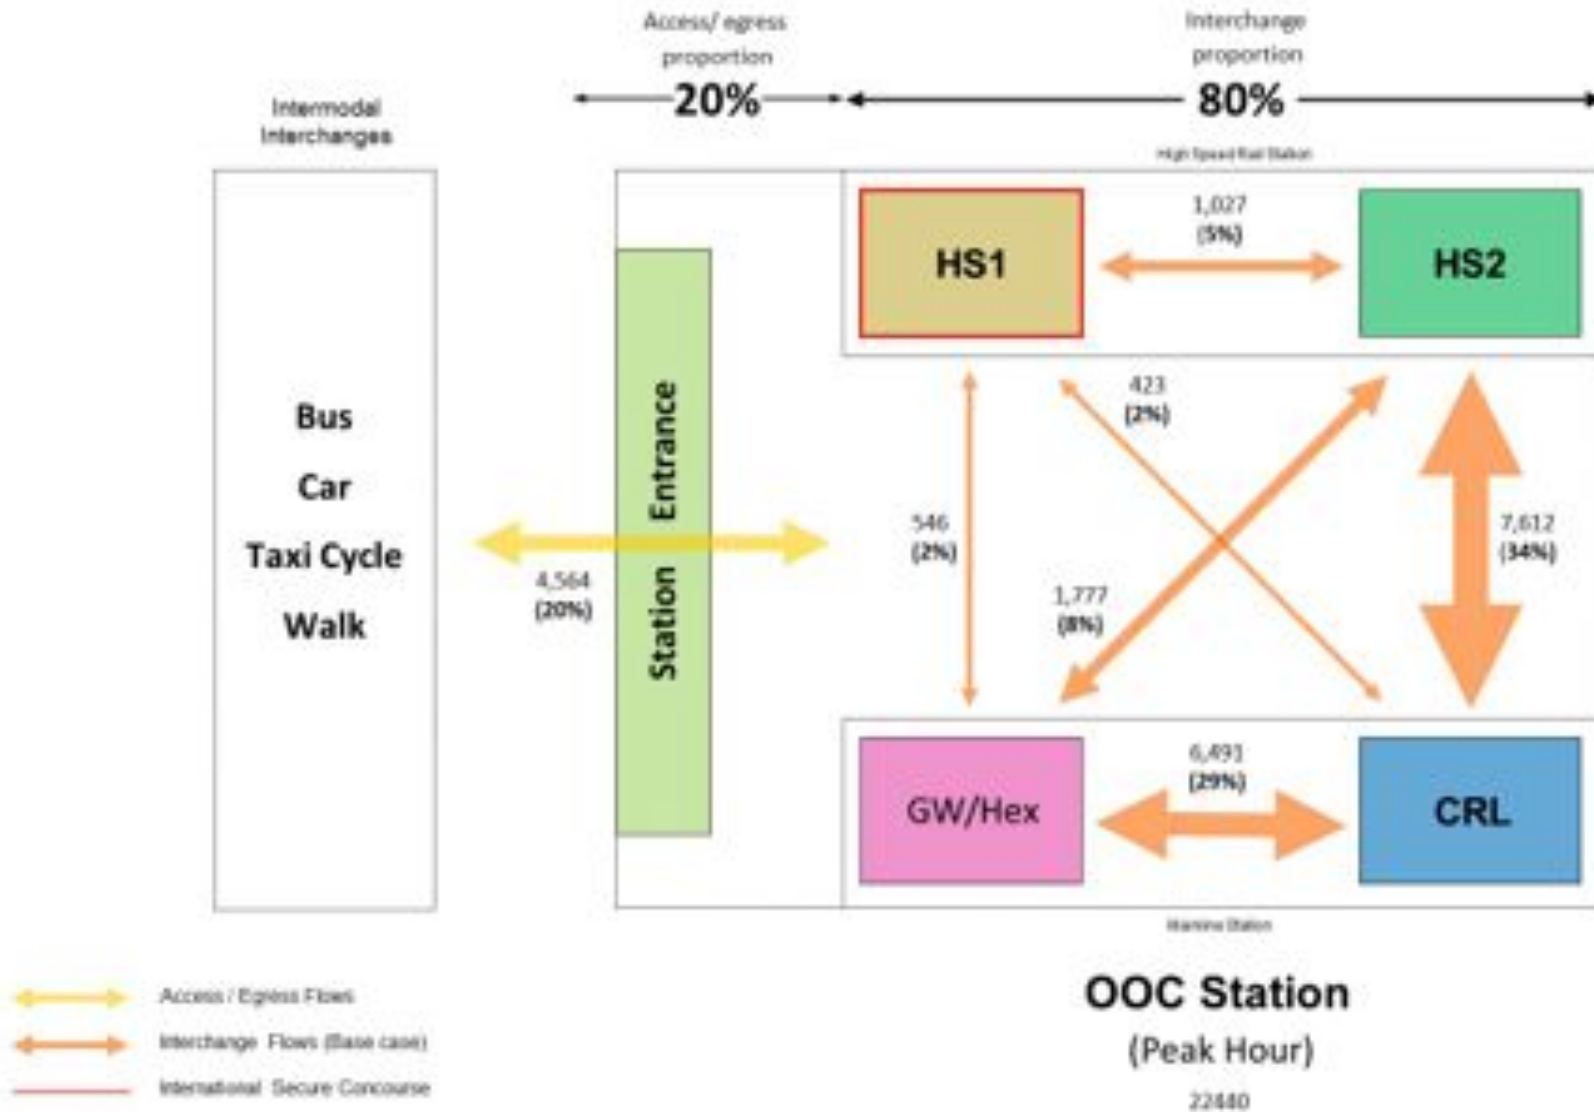 Access/ egress
proportion
20%
Interchange
proportion
80%
Intermodal
Interchanges
High Speed Rail Station
HS1
1,027
(5%)
HS2
Bus
Car
Taxi Cycle
Walk
Station Entrance
4,564
(20%)
423
(2%)
546
(2%)
1,777
(8%)
7,612
(34%)
GW/Hex
6,491
(29%)
CRL
Station
OOC Station
(Peak Hour)
22440
Access / Egress Flows
Interchange Flows (Base case)
International Secure Concourse